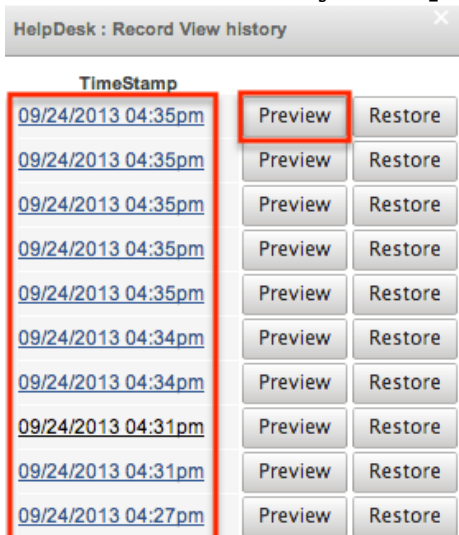 HelpDesk : Record View history
TimeStamp
09/24/2013 04:35pm Preview Restore
09/24/2013 04:35pm Preview Restore
09/24/2013 04:35pm Preview Restore
09/24/2013 04:35pm Preview Restore
09/24/2013 04:35pm Preview Restore
09/24/2013 04:34pm Preview Restore
09/24/2013 04:34pm Preview Restore
09/24/2013 04:31pm Preview Restore
09/24/2013 04:31pm Preview Restore
09/24/2013 04:27pm Preview Restore